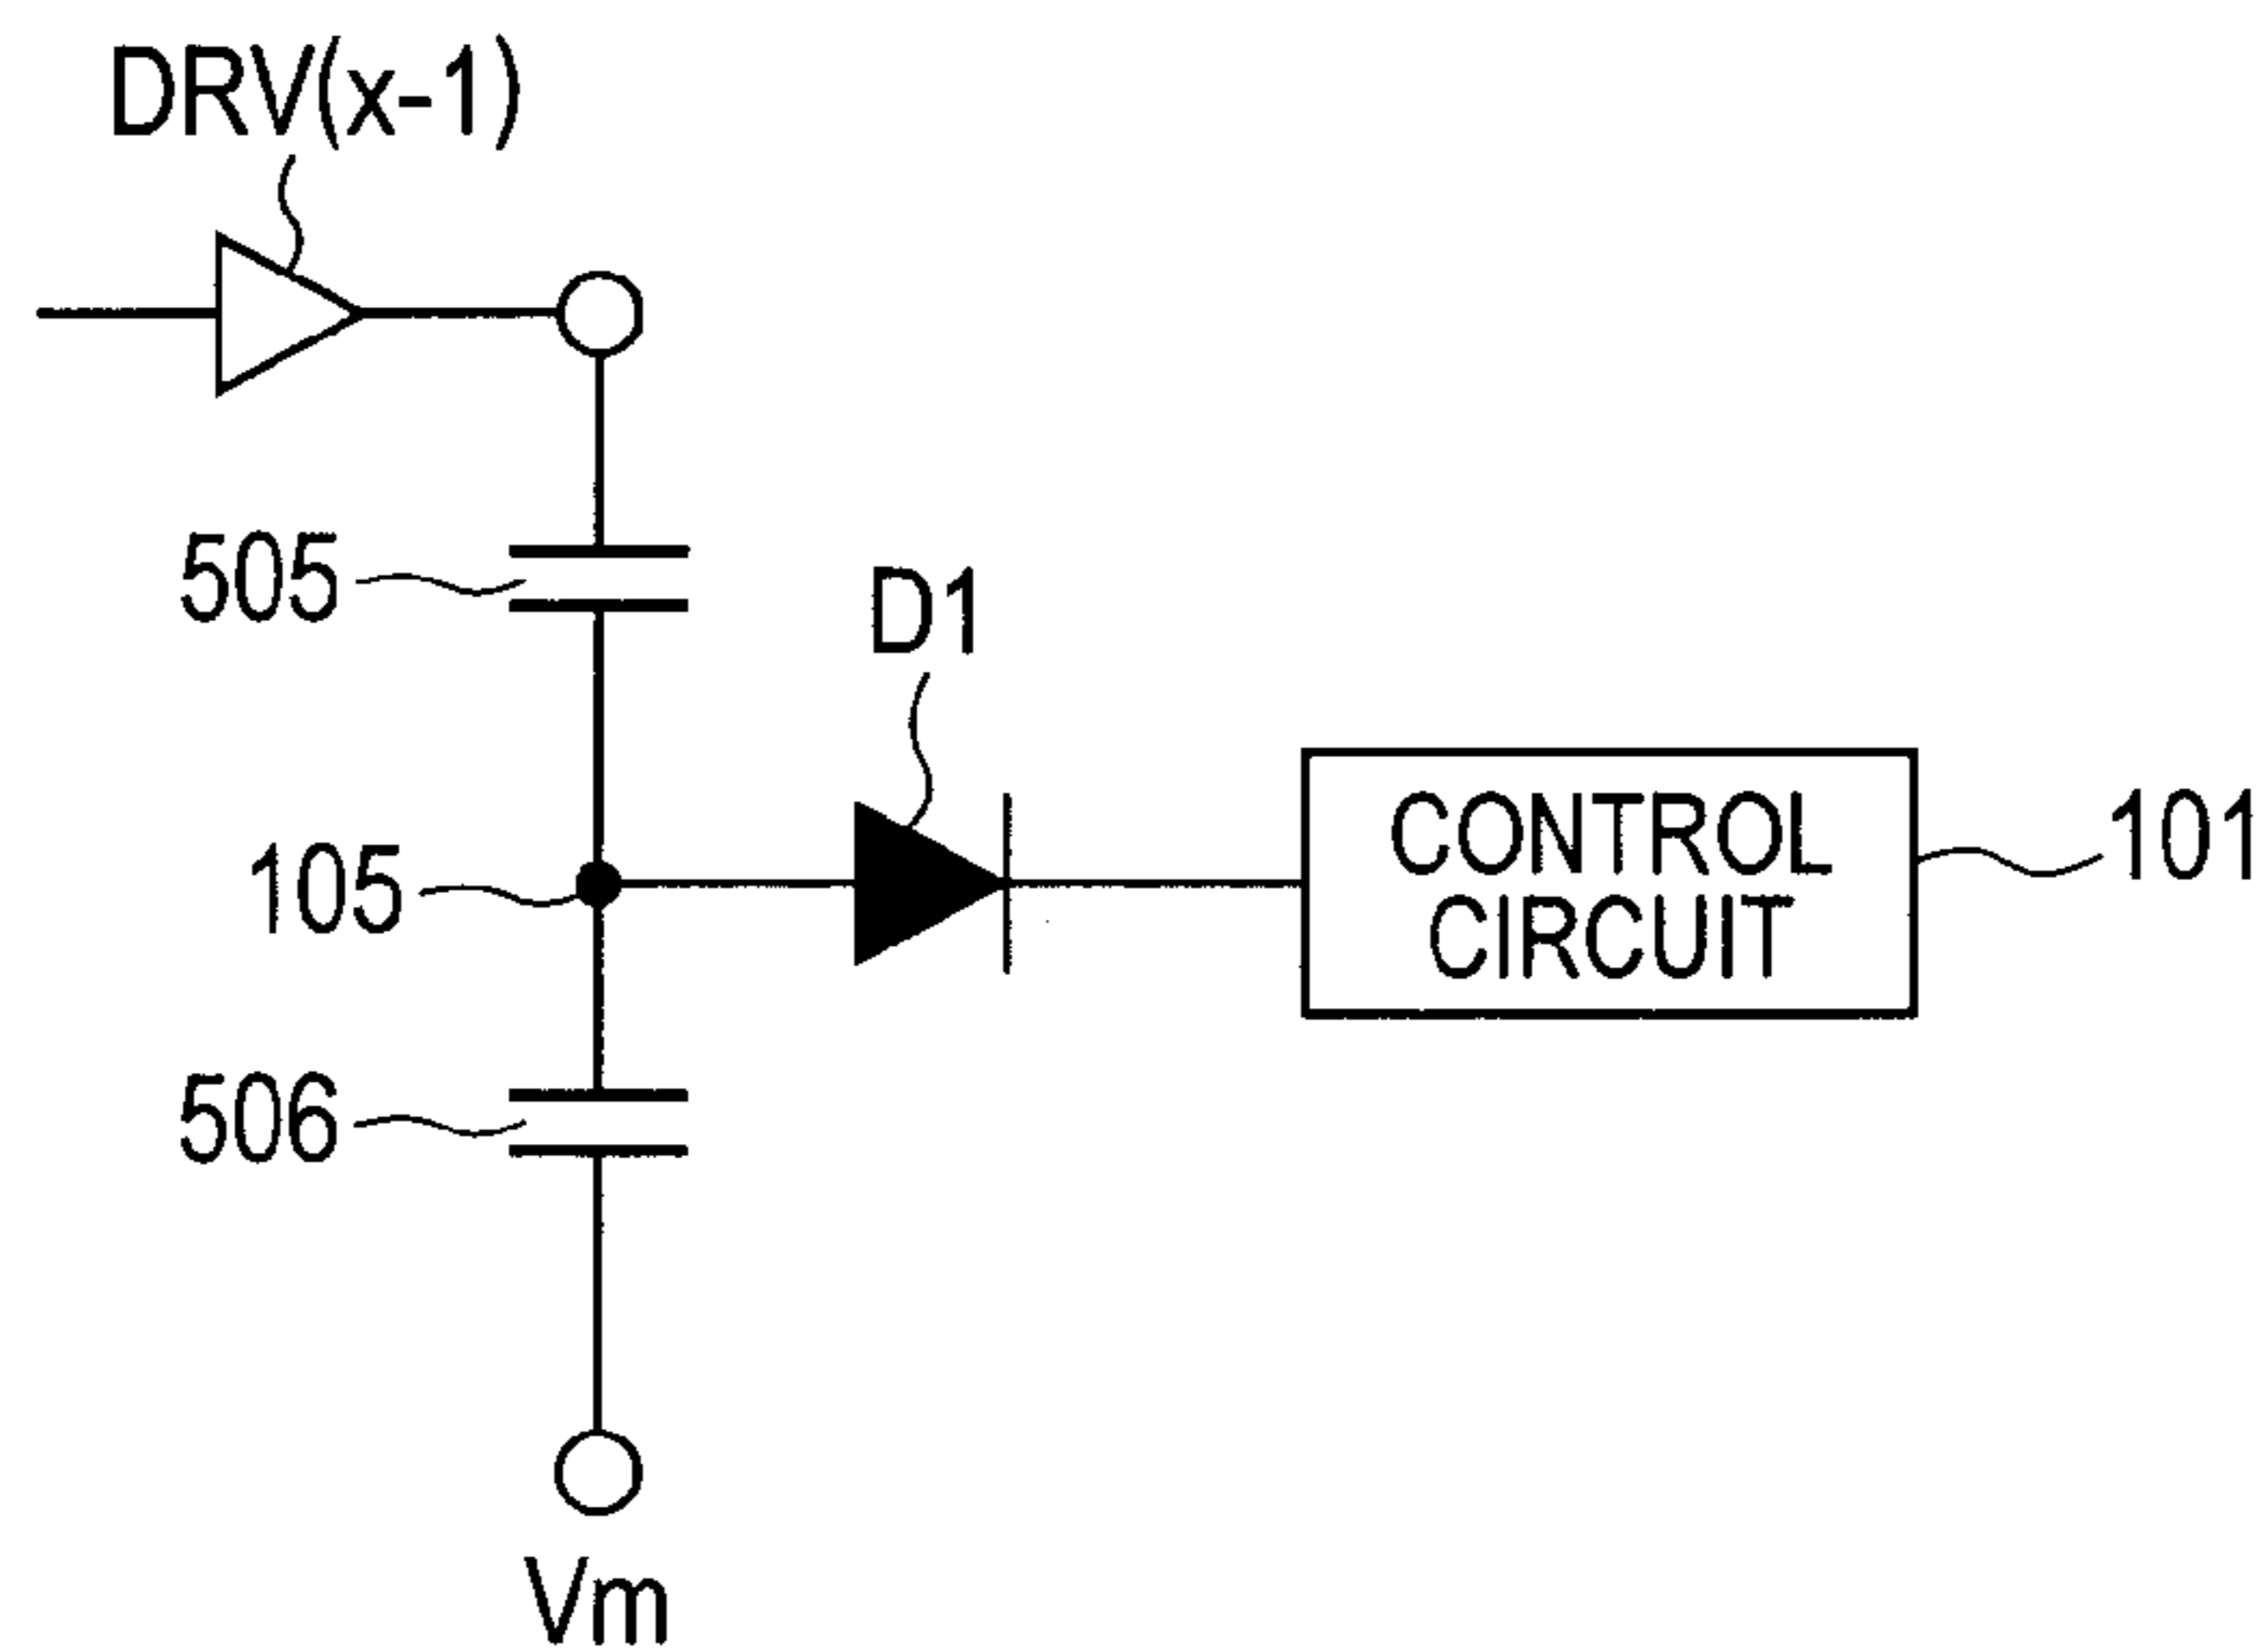 DRV(x-1)
505
D1
CONTROL
CIRCUIT
101
105
506
Vm